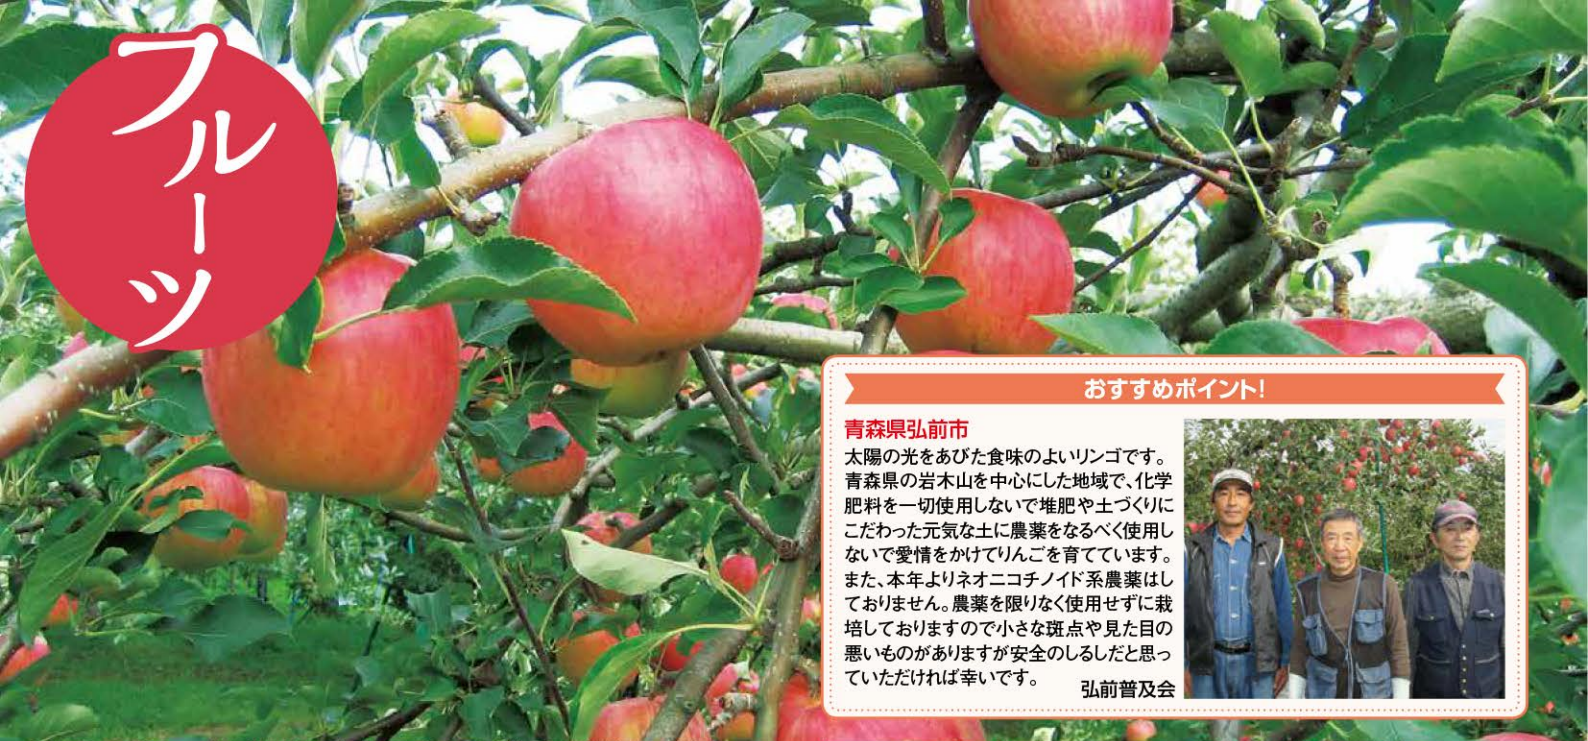 フルーツ
おすすめポイント!
青森県弘前市
太陽の光をあびた食味のよいリンゴです。
青森県の岩木山を中心にした地域で、化学
肥料を一切使用しないで堆肥や土づくりに
こだわった元気な土に農薬をなるべく使用し
ないで愛情をかけてりんごを育てています。
また、本年よりネオニコチノイド系農薬はし
ておりません。農薬を限りなく使用せずに栽
培しておりますので小さな斑点や見た目の
悪いものがありますが安全のしるしだと思っ
ていただければ幸いです。
弘前普及会